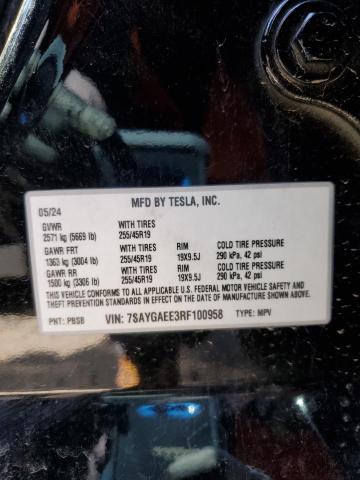 MFD BY TESLA, INC.
05/24
GVWR WITH TIRES
2571 kg (5669 lb) 255/45R19
GAWR FRT WITH TIRES RIM COLD TIRE PRESSURE
1363 kg (3004 lb) 255/45R19 19X9.5J 290 kPa, 42 psi
GAWR RR WITH TIRES RIM COLD TIRE PRESSURE
1500 kg (3306 lb) 255/45R19 19X9.5J 290 kPa, 42 psi
THIS VEHICLE CONFORMS TO ALL APPLICABLE U.S. FEDERAL MOTOR VEHICLE SAFETY AND
THEFT PREVENTION STANDARDS IN EFFECT ON THE DATE OF MANUFACTURE SHOWN ABOVE.
PNT: PBSB VIN: 7SAYGAEE3RF100958 TYPE: MPV